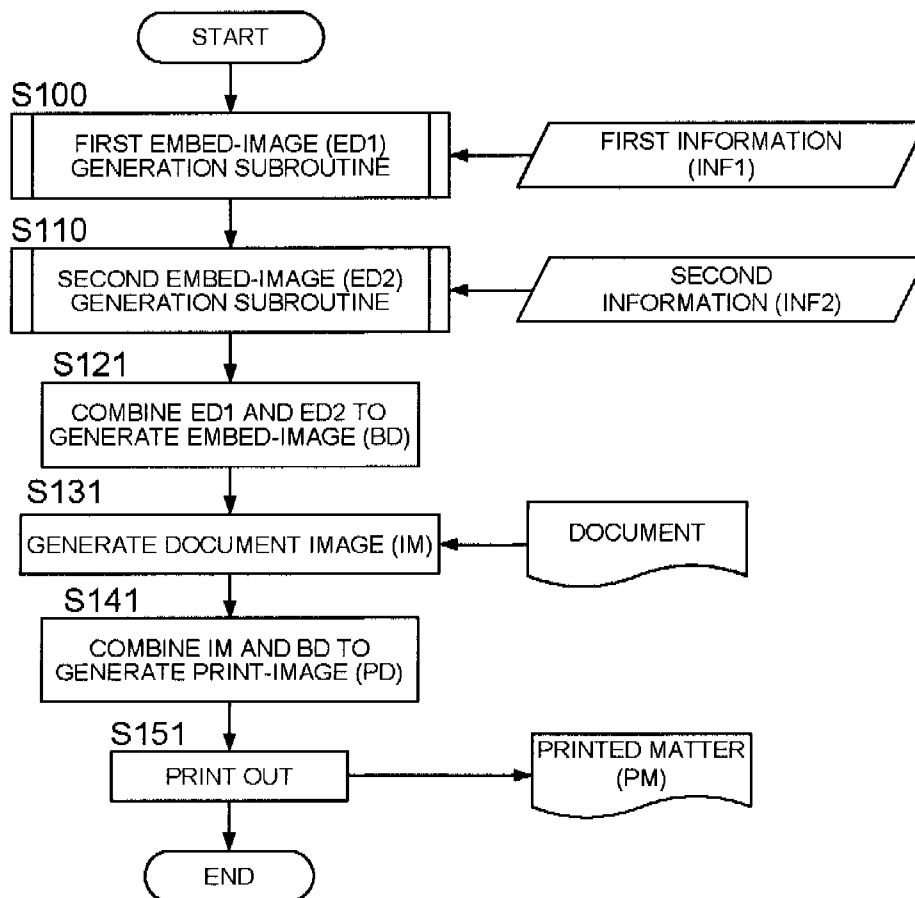 START
S100
FIRST EMBED-IMAGE (ED1)
GENERATION SUBROUTINE
FIRST INFORMATION
(INF1)
S110
SECOND EMBED-IMAGE (ED2)
GENERATION SUBROUTINE
SECOND
INFORMATION (INF2)
S121
COMBINE ED1 AND ED2 TO
GENERATE EMBED-IMAGE (BD)
S131
GENERATE DOCUMENT IMAGE (IM)
DOCUMENT
S141
COMBINE IM AND BD TO
GENERATE PRINT-IMAGE (PD)
S151
PRINT OUT
PRINTED MATTER
(PM)
END